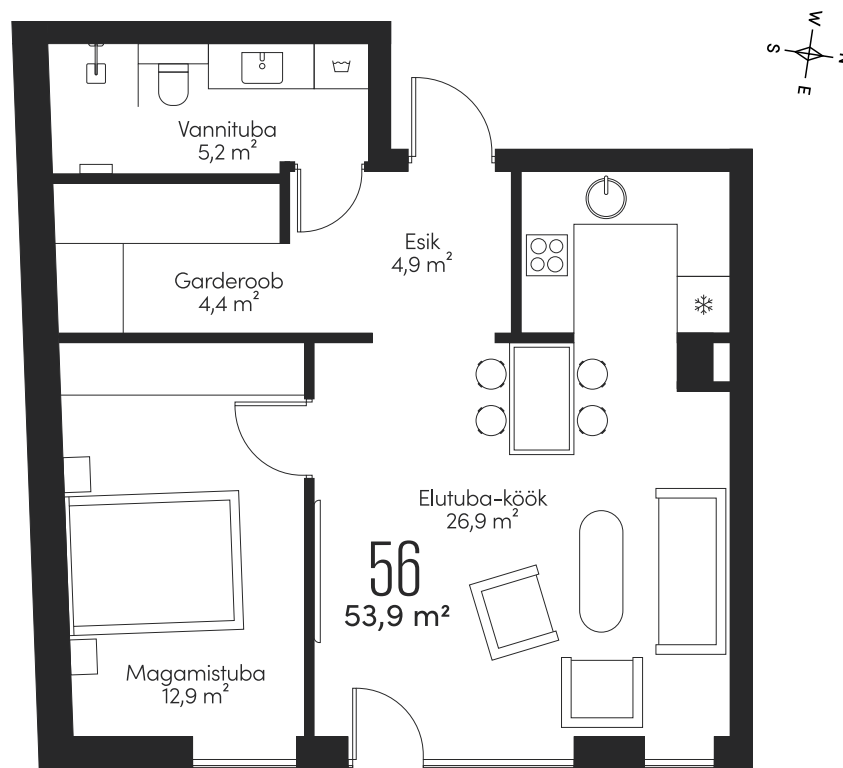 W
S
N
E
Vannituba
5,2 m²
Esik
4,9 m²
Garderoob
4,4 m²
Elutuba-köök
26,9 m²
56
53,9 m²
Magamistuba
12,9 m²